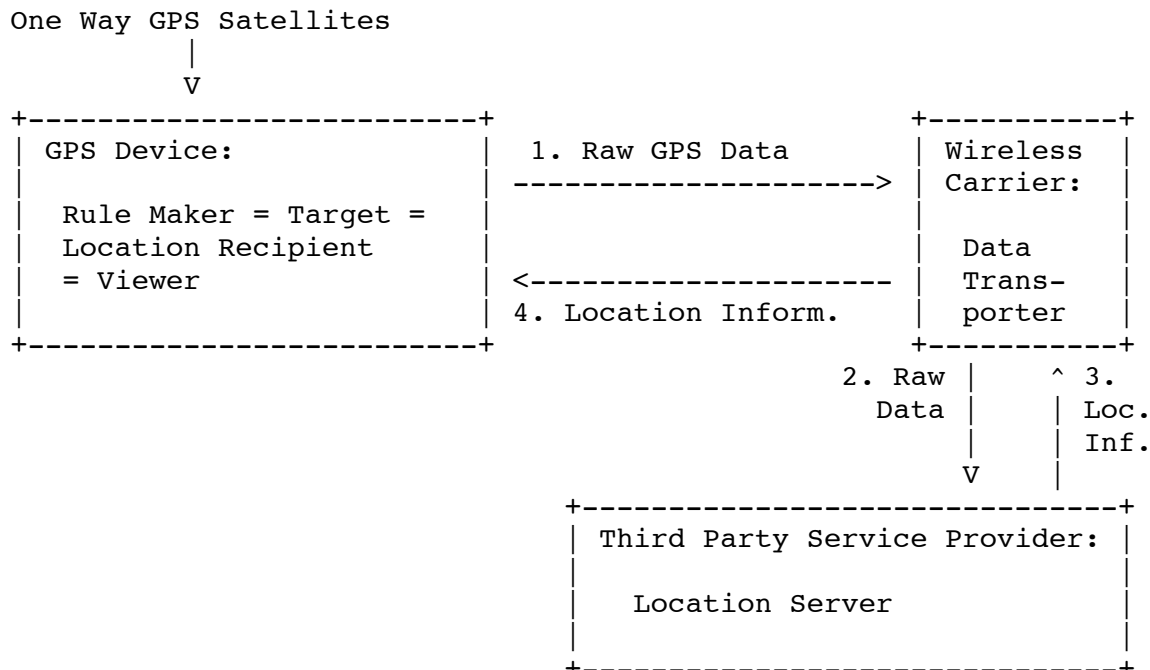 One Way GPS Satellites
|
V
+--------------------------+ +-----------+
| GPS Device: | 1. Raw GPS Data | Wireless |
| | ---------------------> | Carrier: |
| Rule Maker = Target = | | |
| Location Recipient | | Data |
| = Viewer | <--------------------- | Trans- |
| | 4. Location Inform. | porter |
+--------------------------+ +-----------+
2. Raw | ^ 3.
Data | | Loc.
| | Inf.
V |
+-------------------------------+
| Third Party Service Provider: |
| |
| Location Server |
| |
+-------------------------------+